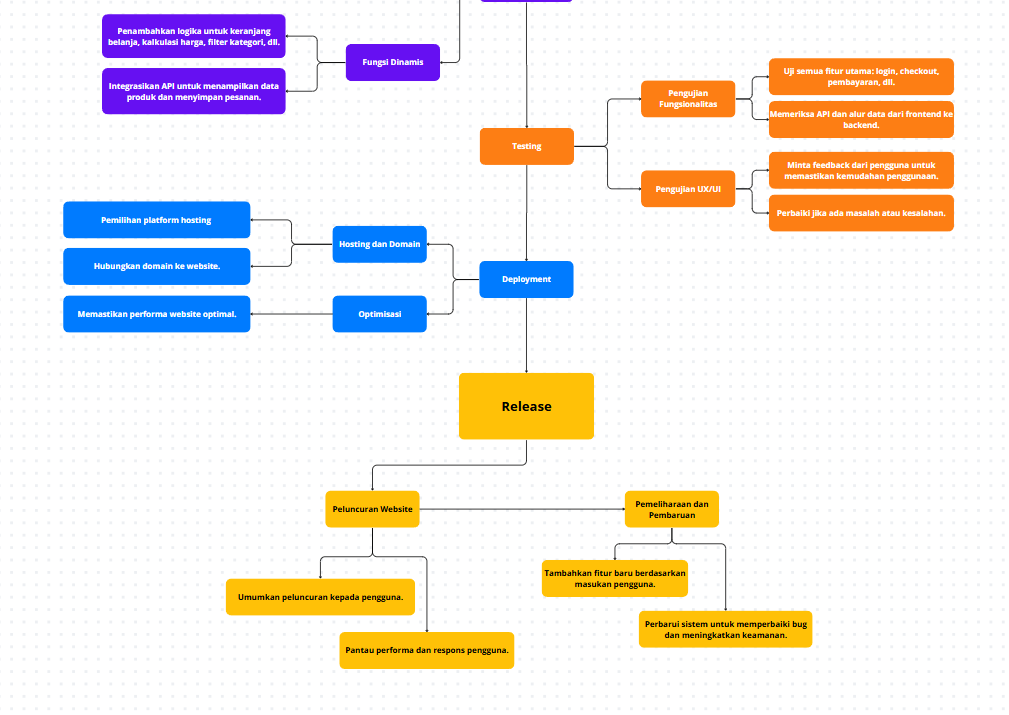 Penambahkan logika untuk keranjang
belanja, kalkulasi harga, filter kategori, dll.
Fungsi Dinamis
Integrasikan API untuk menampilkan data
produk dan menyimpan pesanan.
Uji semua fitur utama: login, checkout,
pembayaran, dll.
Pengujian
Fungsionalitas
Memeriksa API dan alur data dari frontend ke
backend.
Testing
Minta feedback dari pengguna untuk
memastikan kemudahan penggunaan.
Pengujian UX/UI
Perbaiki jika ada masalah atau kesalahan.
Pemilihan platform hosting
Hosting dan Domain
Hubungkan domain ke website.
Deployment
Memastikan performa website optimal.
Optimisasi
Release
Peluncuran Website
Pemeliharaan dan
Pembaruan
Tambahkan fitur baru berdasarkan
masukan pengguna.
Umumkan peluncuran kepada pengguna.
Perbarui sistem untuk memperbaiki bug
dan meningkatkan keamanan.
Pantau performa dan respons pengguna.